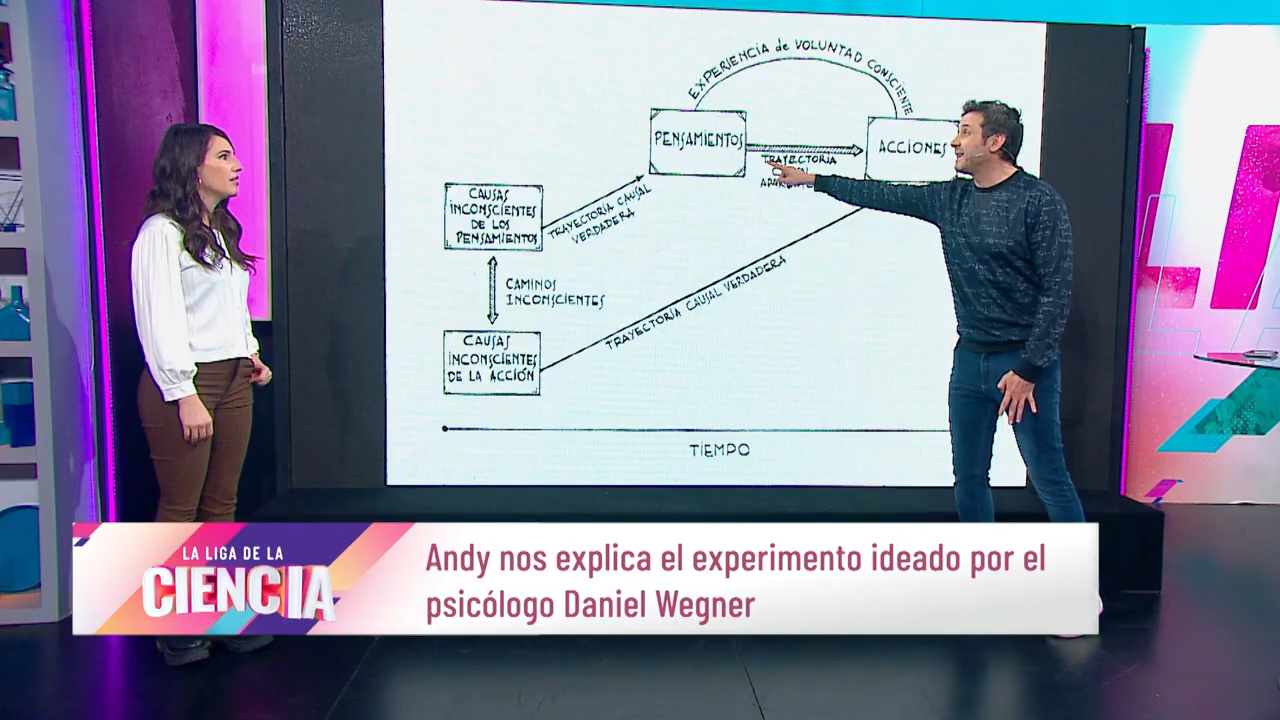 EXPERIENCIA de VOLUNTAD CONSCIENTE
PENSAMIENTOS
ACCIONES
TRAYECTORIA
CAUSAS
INCONSCIENTES
DE LOS
PENSAMIENTOS
TRAYECTORIA CAUSAL
VERDADERA
CAMINOS
INCONSCIENTES
CAUSAS
INCONSCIENTES
DE LA ACCIÓN
TRAYECTORIA CAUSAL VERDADERA
TIEMPO
LA LIGA DE LA
CIENCIA
Andy nos explica el experimento ideado por el
psicólogo Daniel Wegner